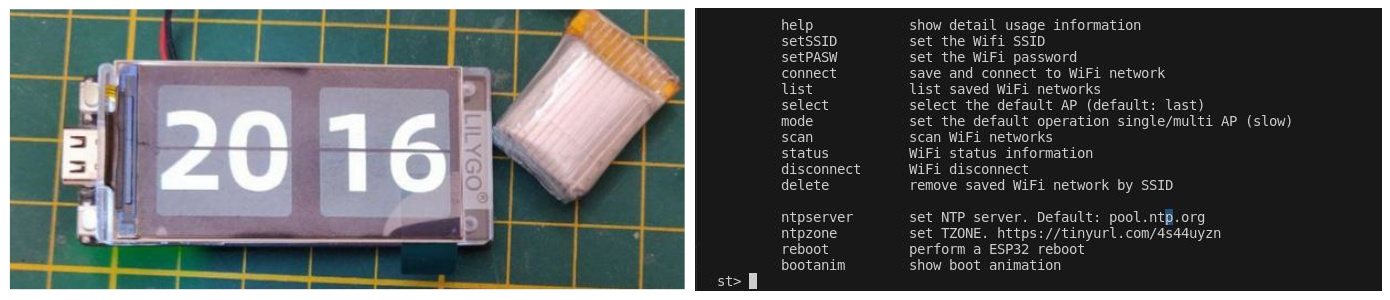 20 16
LILYGO®
help show detail usage information
setSSID set the Wifi SSID
setPASW set the WiFi password
connect save and connect to WiFi network
list list saved WiFi networks
select select the default AP (default: last)
mode set the default operation single/multi AP (slow)
scan scan WiFi networks
status WiFi status information
disconnect WiFi disconnect
delete remove saved WiFi network by SSID
ntpserver set NTP server. Default: pool.ntp.org
ntpzone set TZONE. https://tinyurl.com/4s44uyzn
reboot perform a ESP32 reboot
bootanim show boot animation
st>